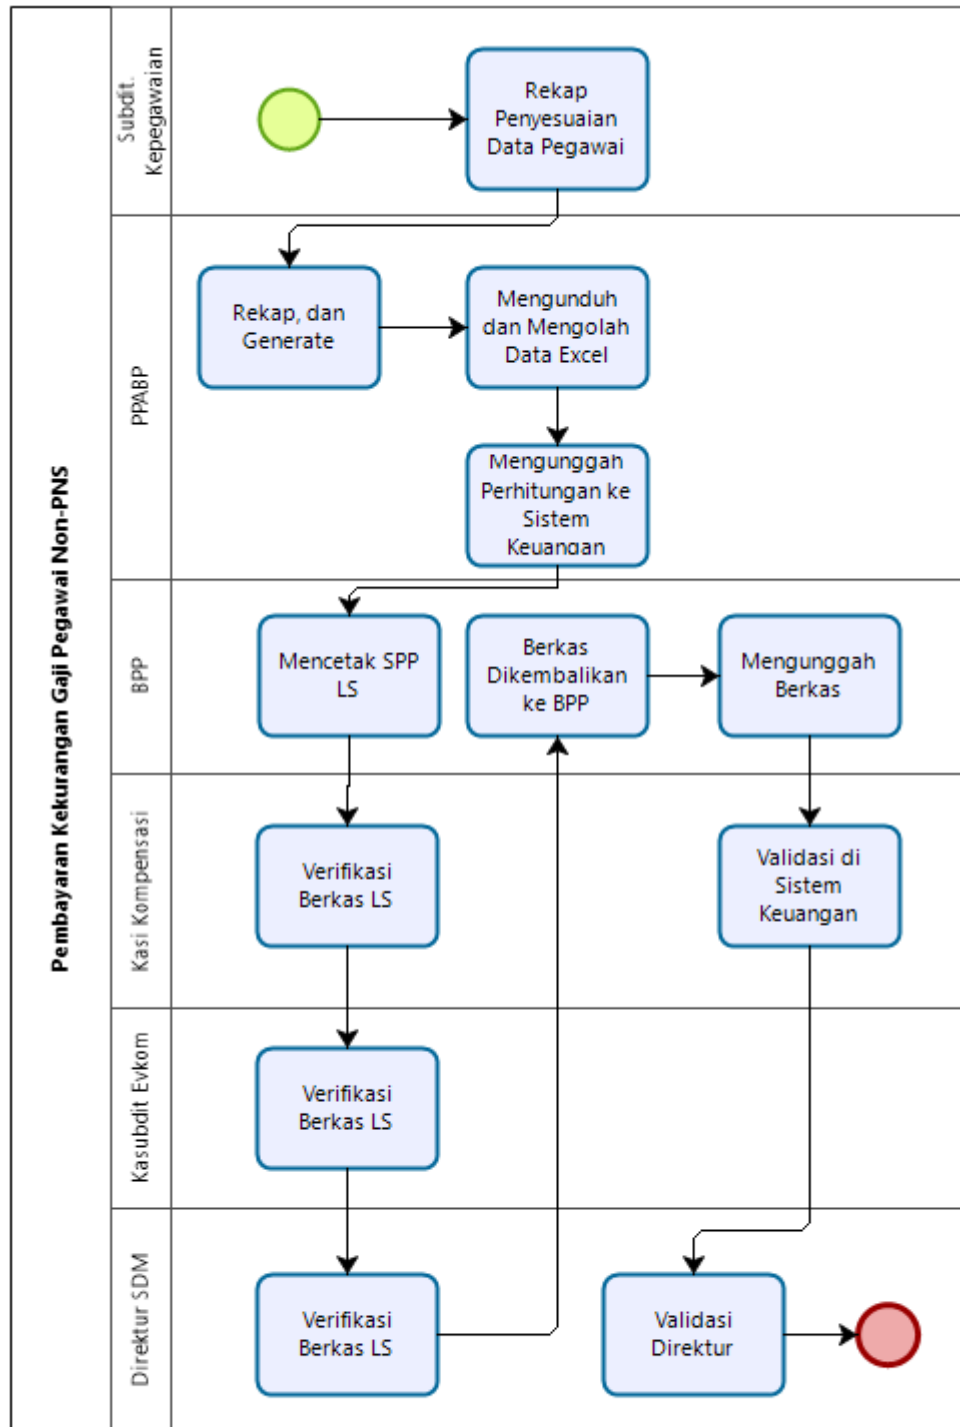 Pembayaran Kekurangan Gaji Pegawai Non-PNS
Subdit.
Kepegawaian
Rekap
Penyesuaian
Data Pegawai
PPABP
Rekap, dan
Generate
Mengunduh
dan Mengolah
Data Excel
Mengunggah
Perhitungan ke
Sistem
Keuangan
BPP
Mencetak SPP
LS
Berkas
Dikembalikan
ke BPP
Mengunggah
Berkas
Kasi Kompensasi
Verifikasi
Berkas LS
Validasi di
Sistem
Keuangan
Kasubdit Evkom
Verifikasi
Berkas LS
Direktur SDM
Verifikasi
Berkas LS
Validasi
Direktur